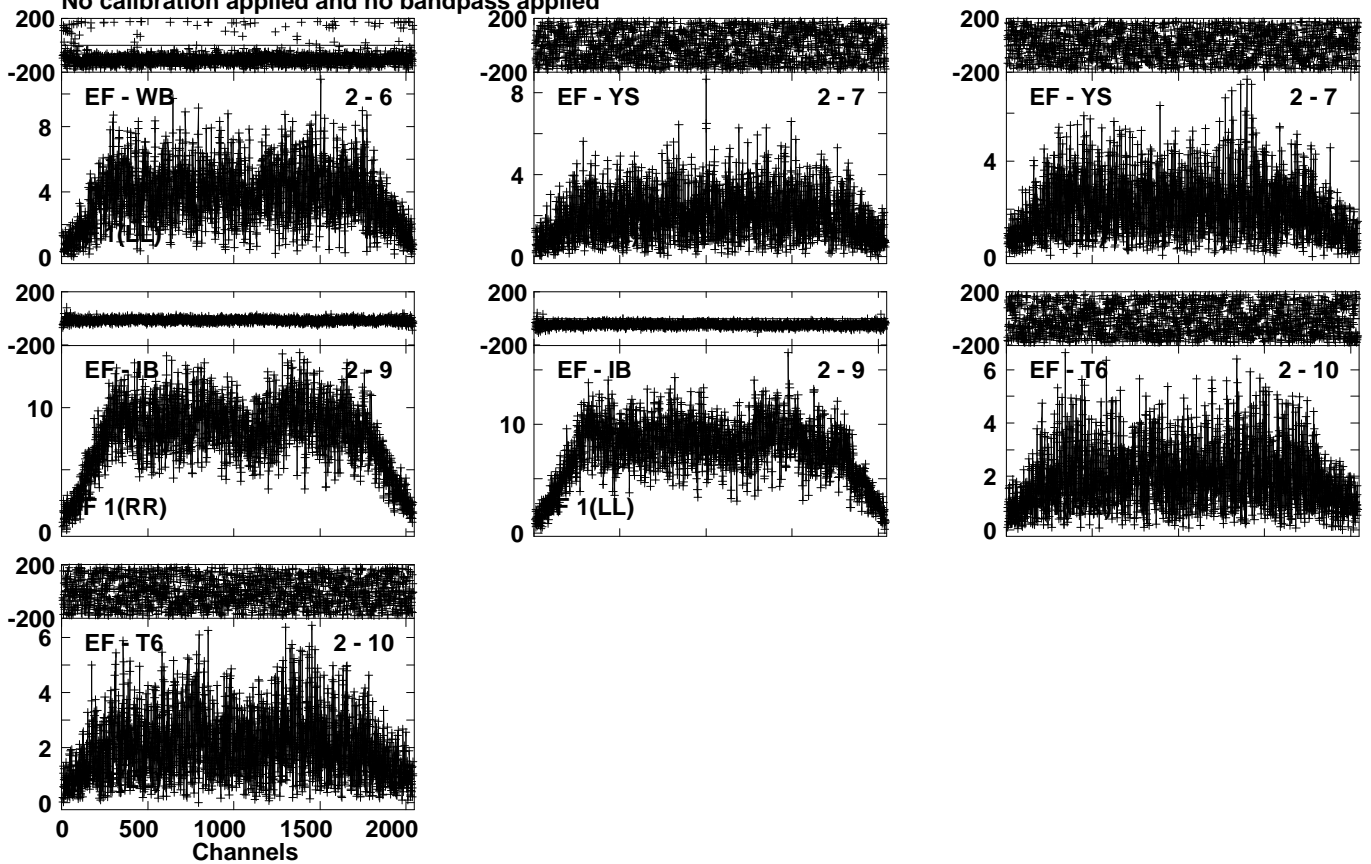 No calibration applied and no bandpass applied
200
-200
EF - WB 2 - 6
8
4
1(LL)
0
200
-200
EF - YS 2 - 7
8
4
0
200
-200
EF - YS 2 - 7
4
0
200
-200
EF - IB 2 - 9
10
F 1(RR)
0
200
-200
EF - IB 2 - 9
10
F 1(LL)
0
200
-200
EF - T6 2 - 10
6
4
2
0
200
-200
EF - T6 2 - 10
6
4
2
0
0 500 1000 1500 2000
Channels